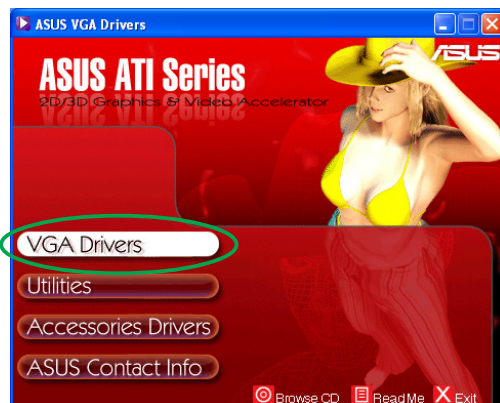 ASUS VGA Drivers
/ISUS
ASUS ATI Series
2D/3D Graphics & Video Accelerator
VGA Drivers
Utilities
Accessories Drivers
ASUS Contact Info
Browse CD ReadMe Exit